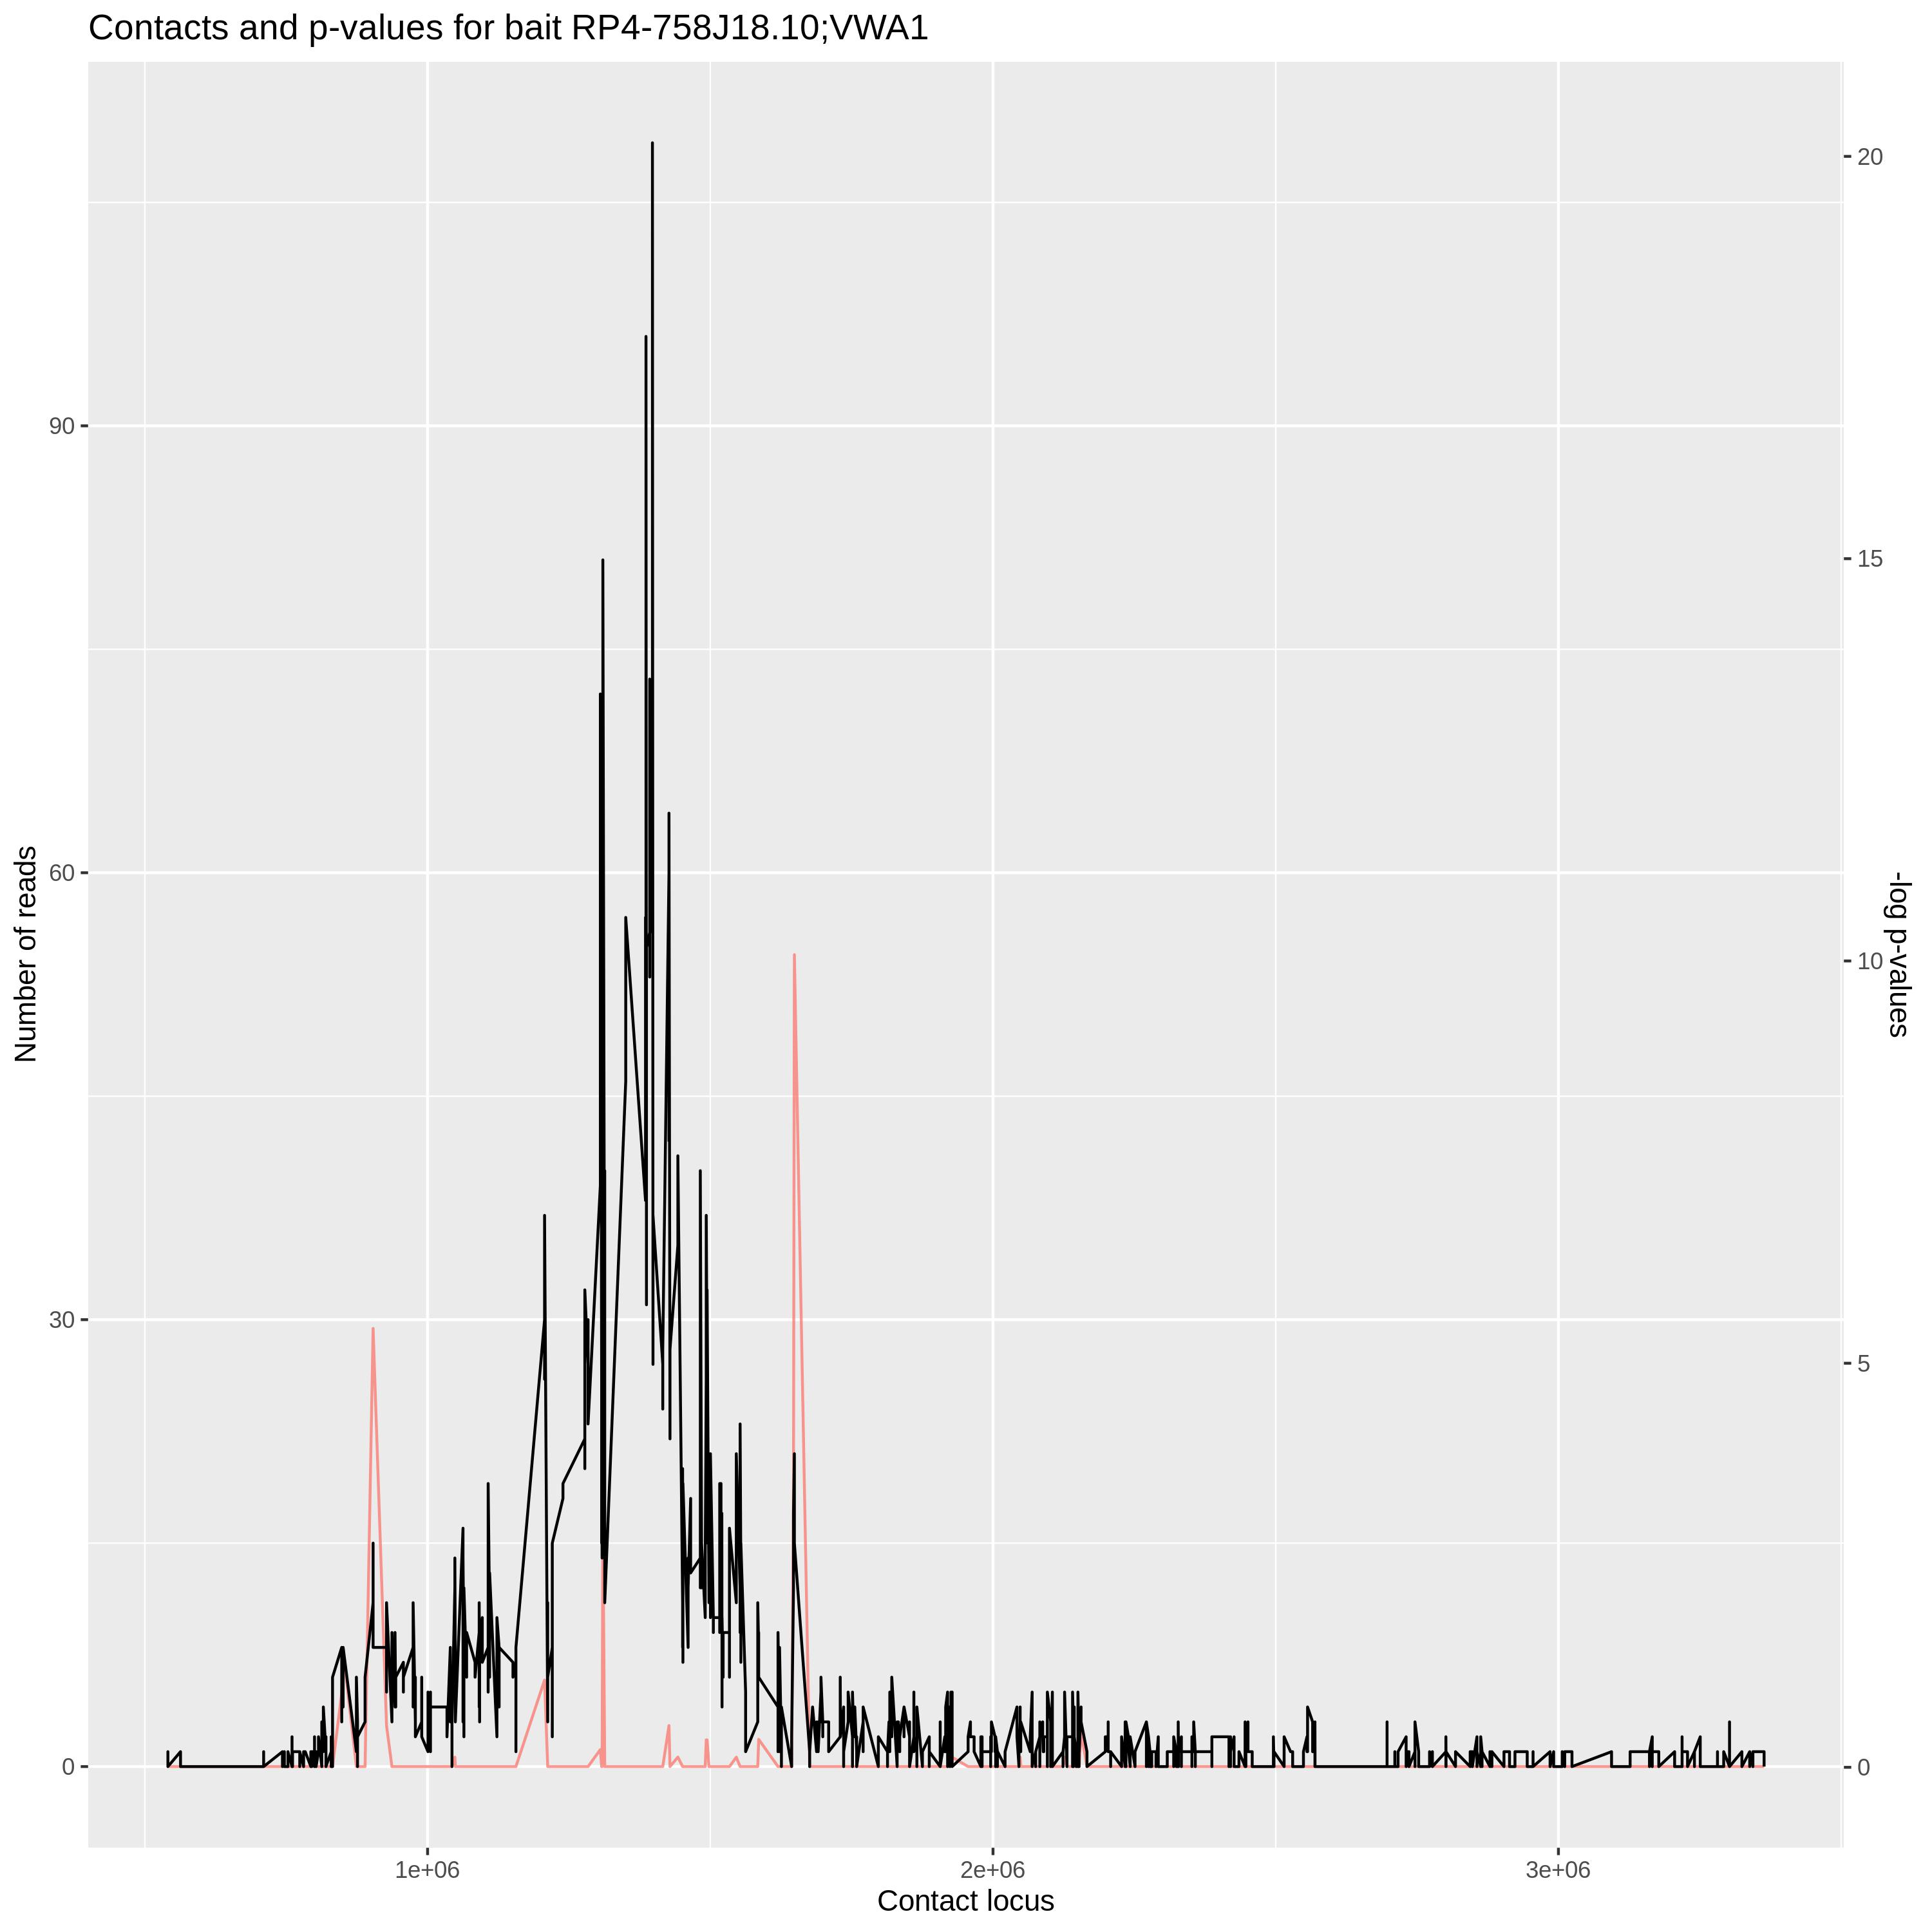 Contacts and p-values for bait RP4-758J18.10;VWA1
Number of reads
90
60
30
0
20
15
10
5
0
-log p-values
1e+06
2e+06
3e+06
Contact locus